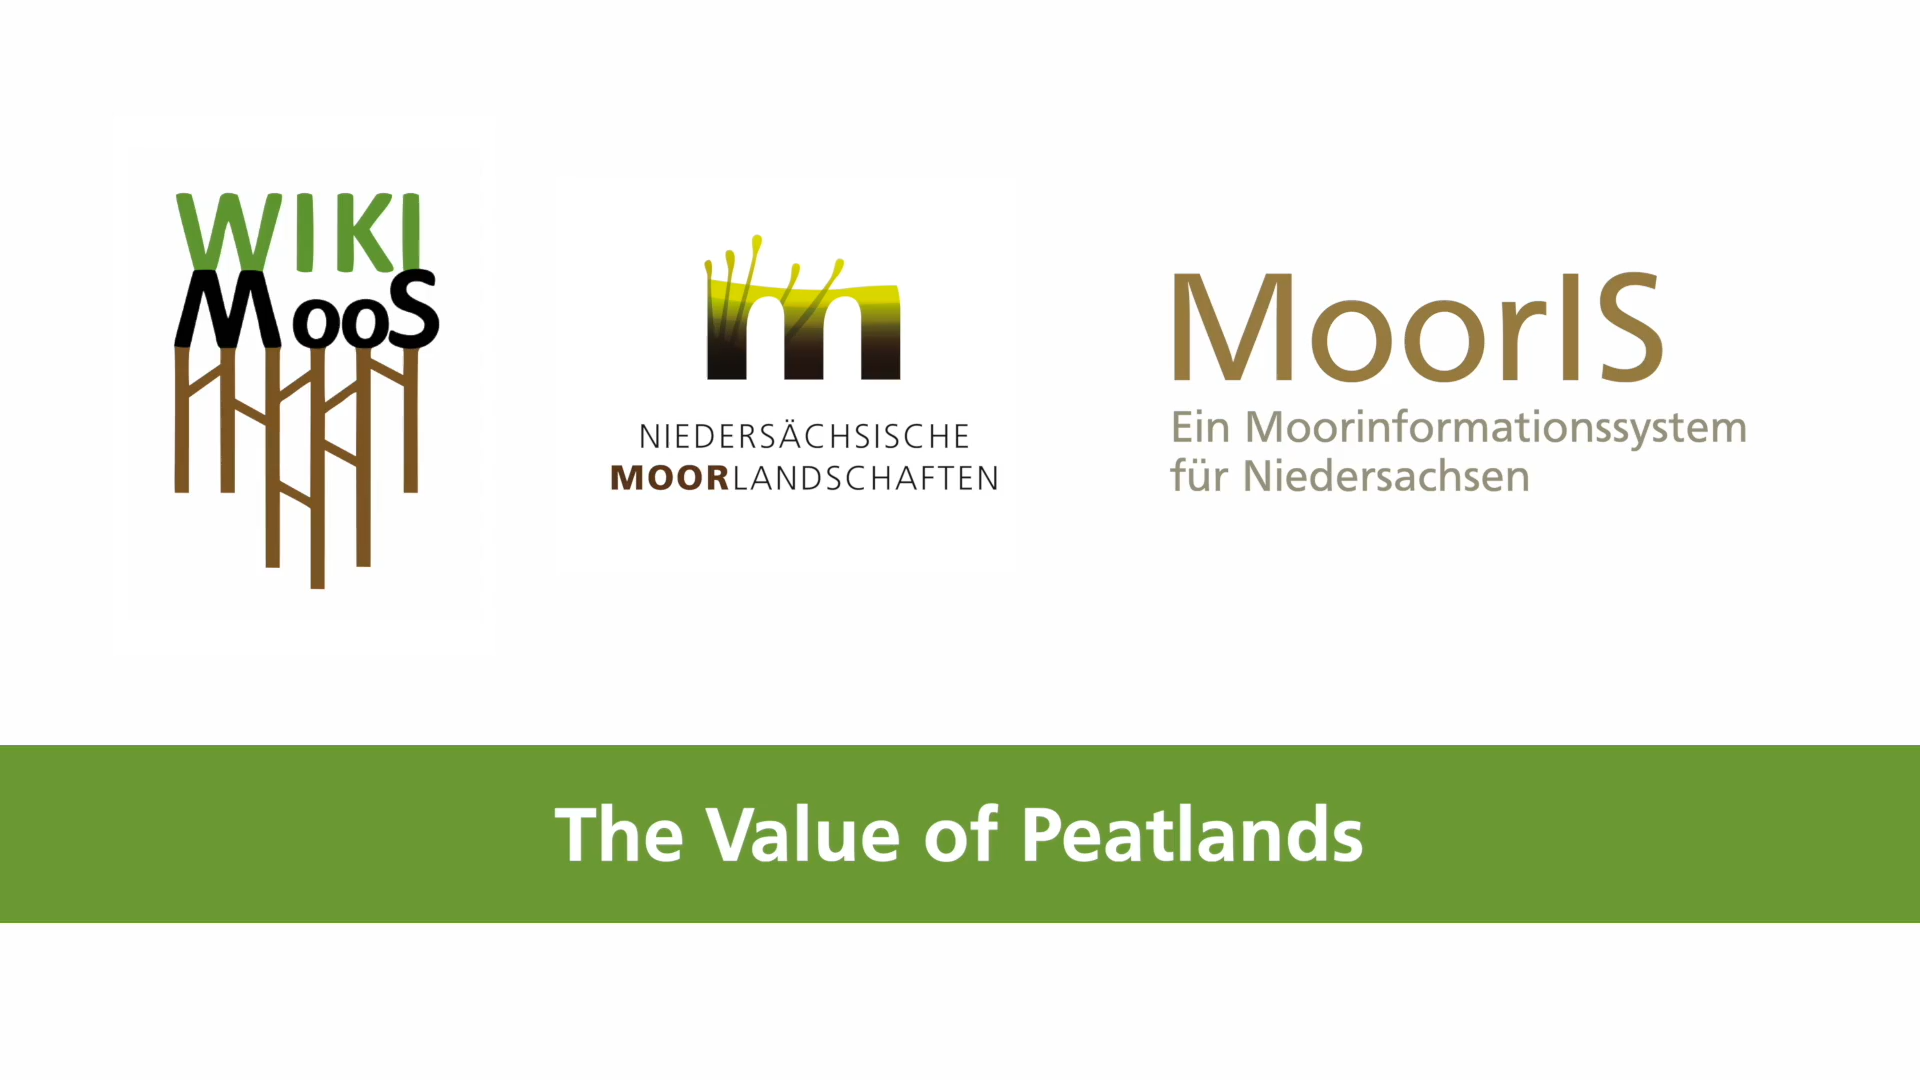 WIKI
MooS
NIEDERSÄCHSISCHE
MOORLANDSCHAFTEN
MoorIS
Ein Moorinformationssystem
für Niedersachsen
The Value of Peatlands